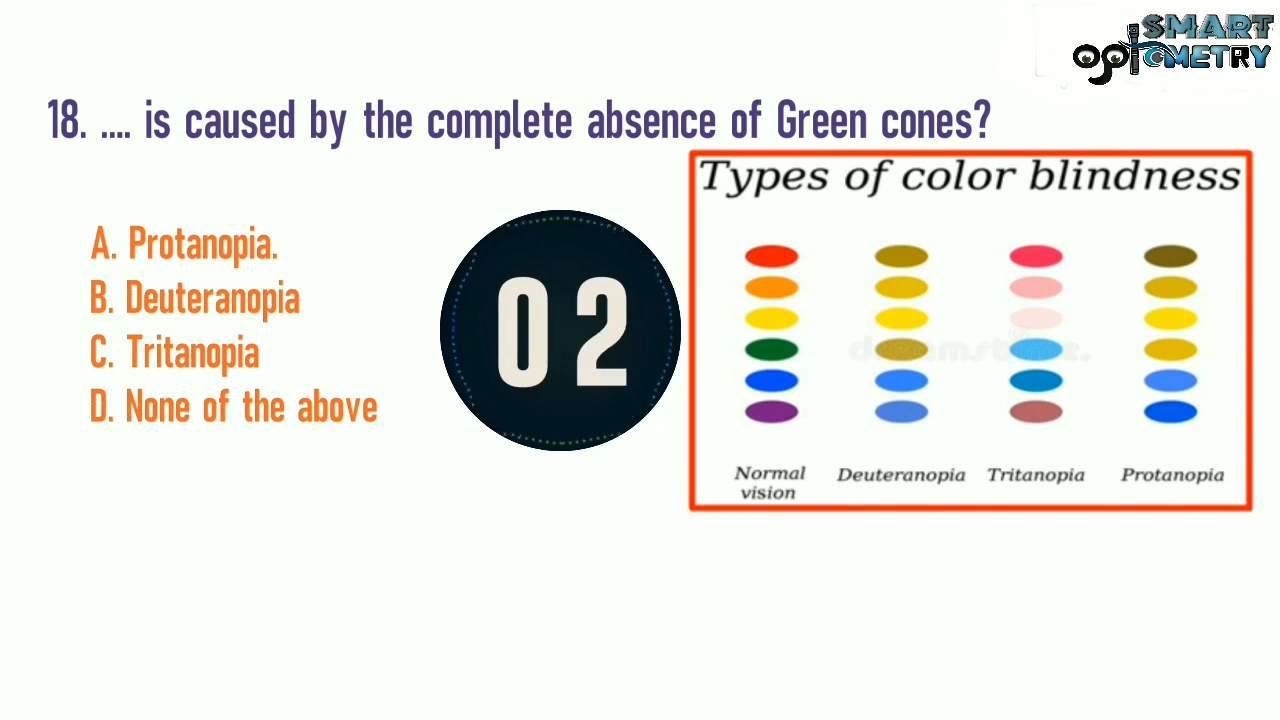 SMART
OPTOMETRY
18. .... is caused by the complete absence of Green cones?
Types of color blindness
A. Protanopia.
B. Deuteranopia
C. Tritanopia
D. None of the above
02
dreamstime.
Normal vision
Deuteranopia
Tritanopia
Protanopia